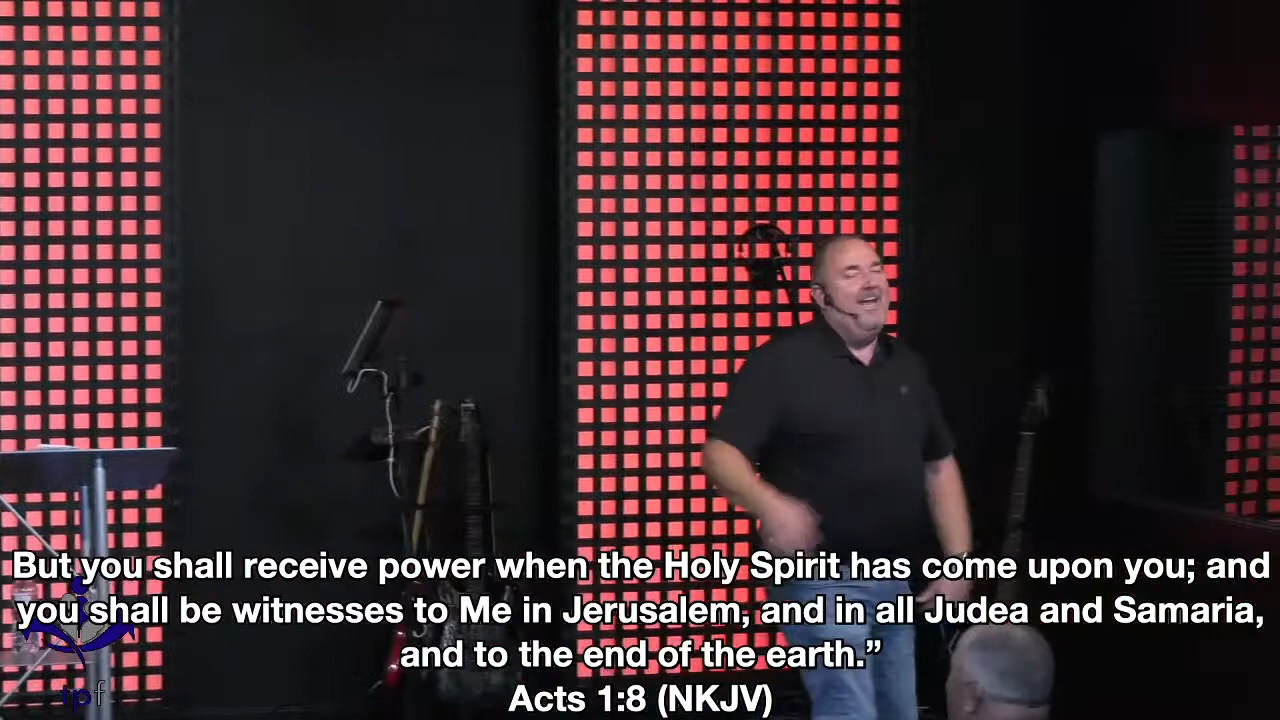 But you shall receive power when the Holy Spirit has come upon you; and
you shall be witnesses to Me in Jerusalem, and in all Judea and Samaria,
and to the end of the earth.”
Acts 1:8 (NKJV)
tpf